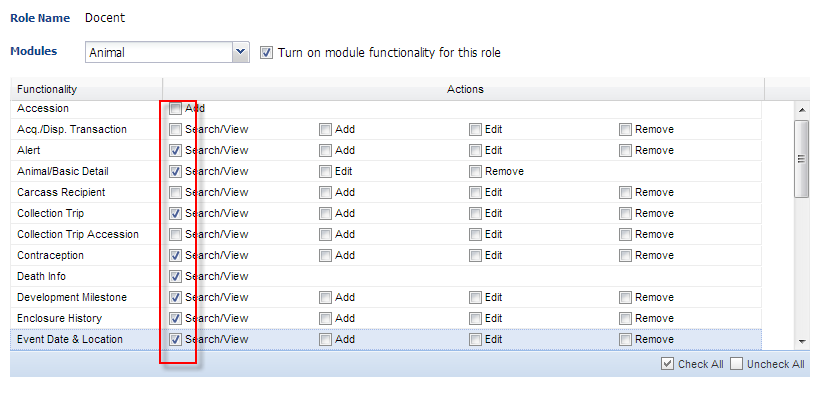 Role Name Docent
Modules Animal Turn on module functionality for this role
Functionality Actions
Accession Add
Acq./Disp. Transaction Search/View Add Edit Remove
Alert Search/View Add Edit Remove
Animal/Basic Detail Search/View Edit Remove
Carcass Recipient Search/View Add Edit Remove
Collection Trip Search/View Add Edit Remove
Collection Trip Accession Search/View Add Edit Remove
Contraception Search/View Add Edit Remove
Death Info Search/View
Development Milestone Search/View Add Edit Remove
Enclosure History Search/View Add Edit Remove
Event Date & Location Search/View Add Edit Remove
Check All Uncheck All